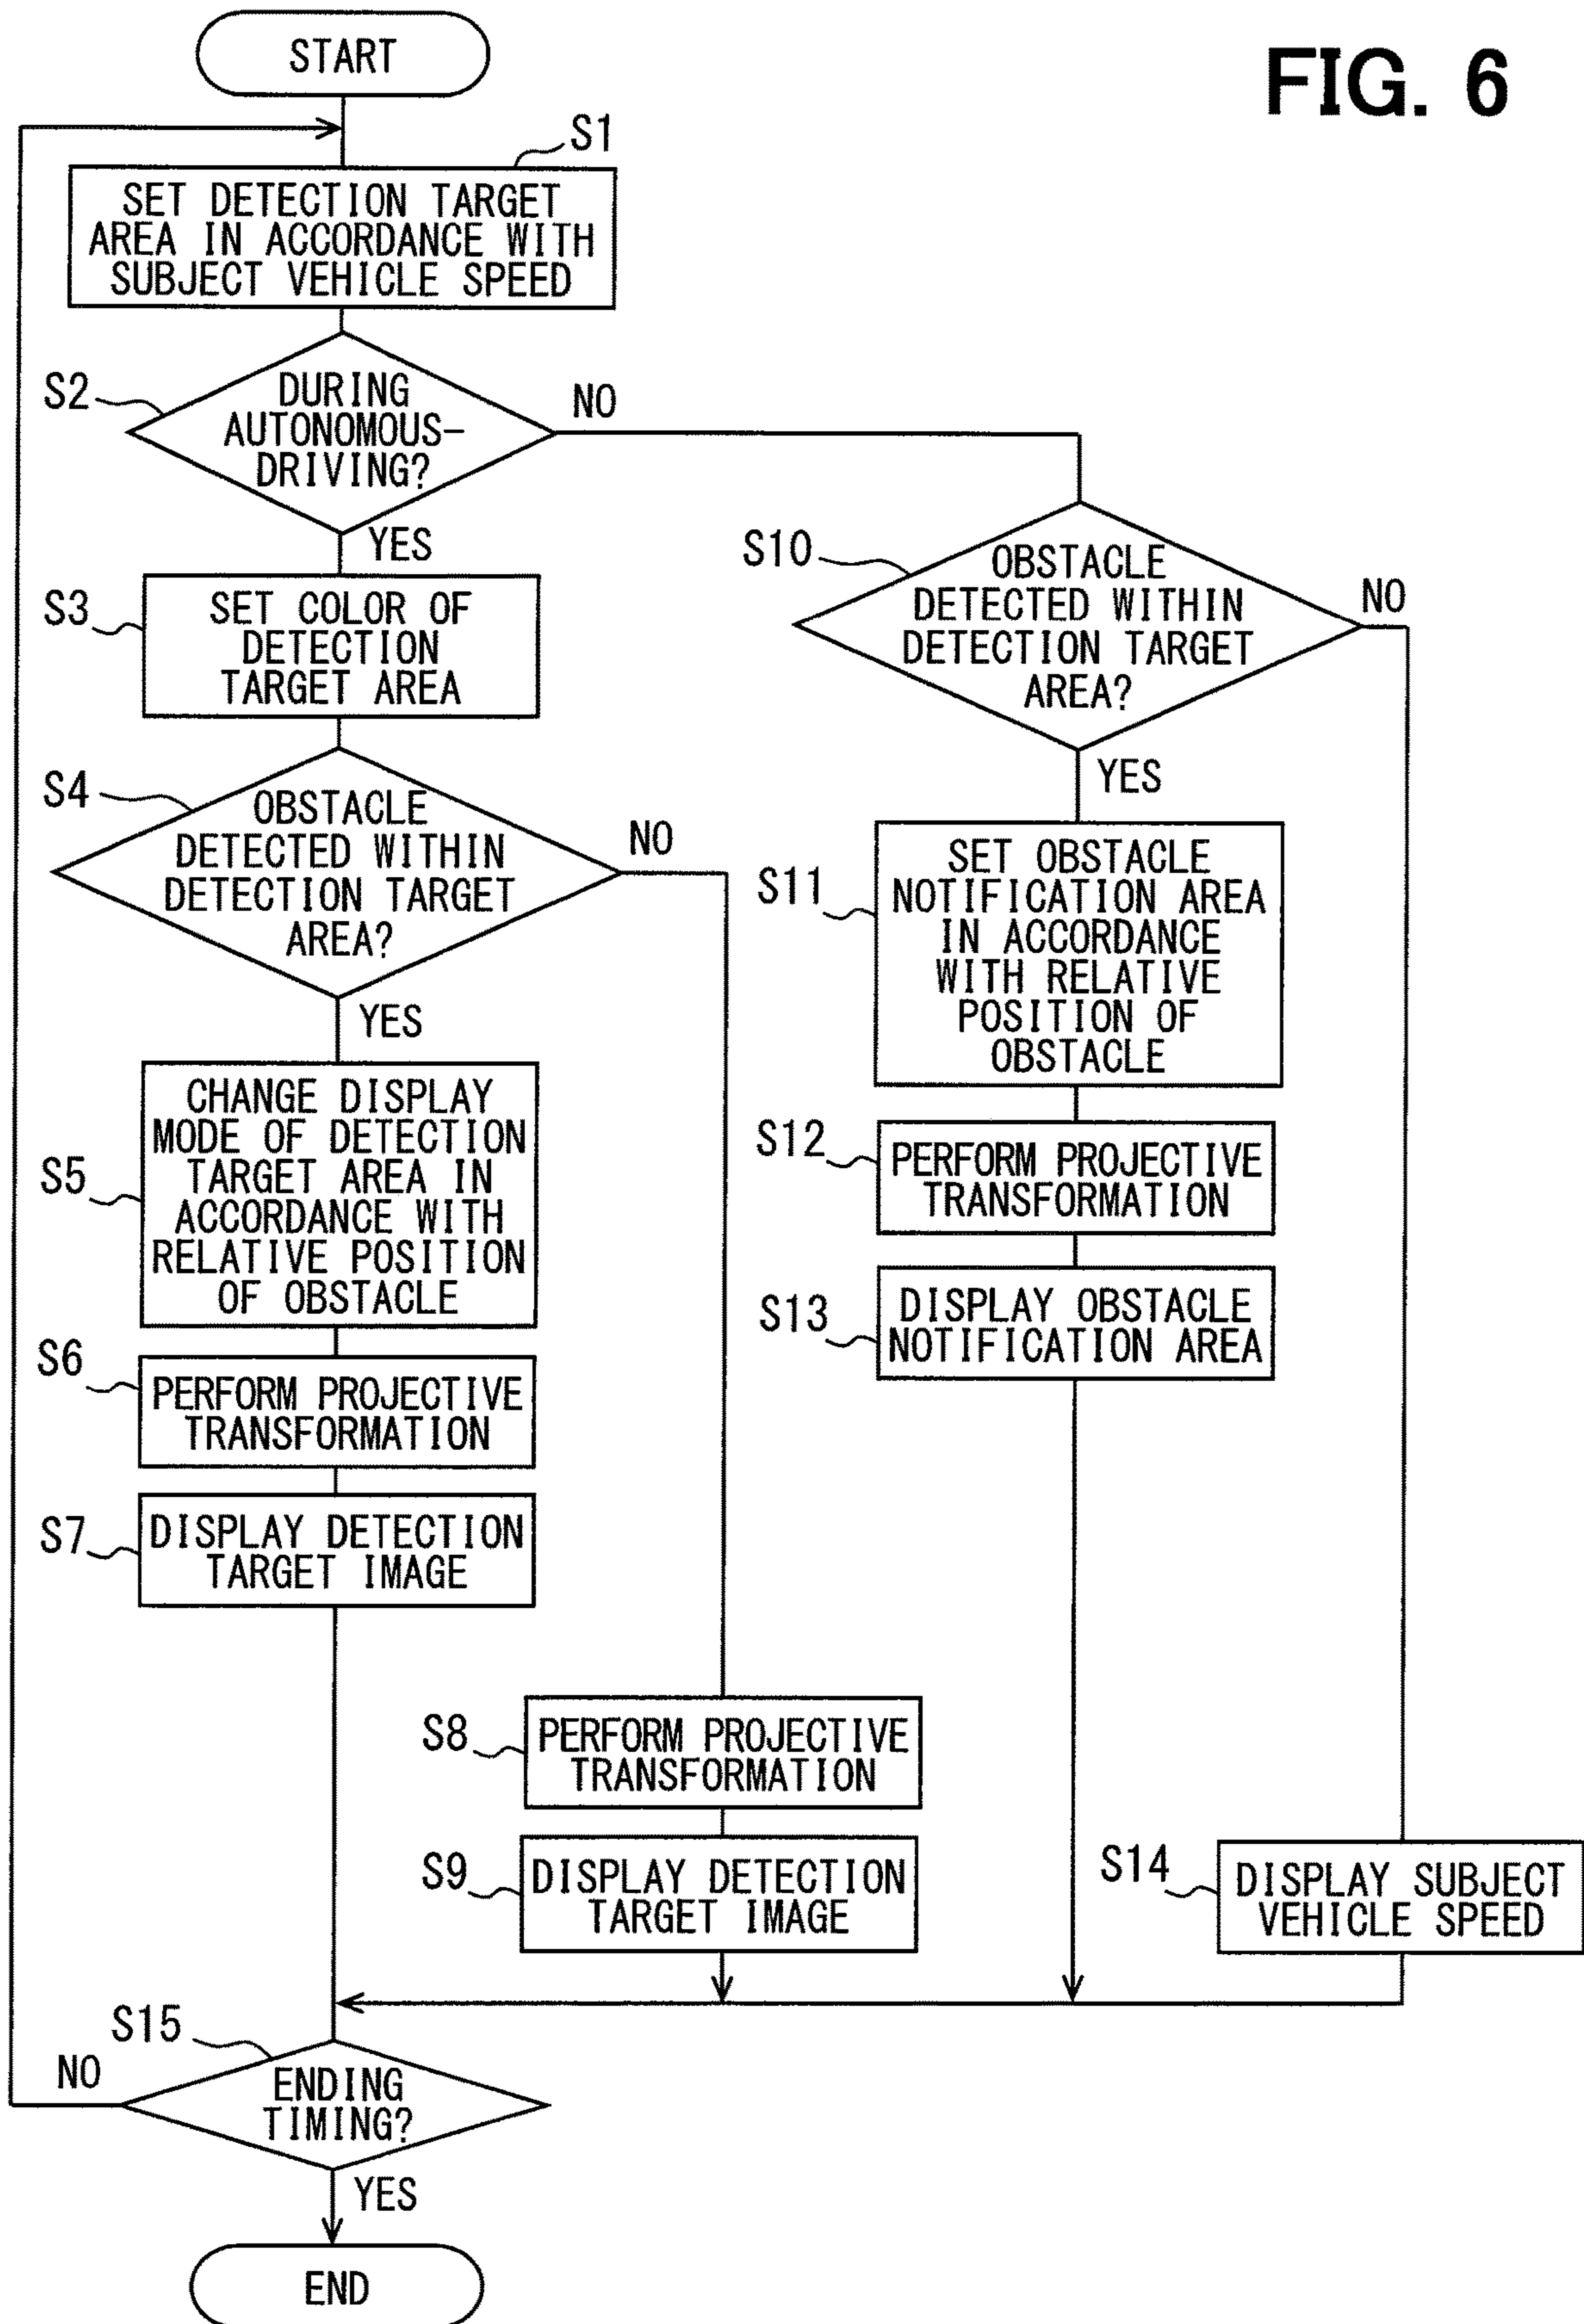 FIG. 6
START
S1
SET DETECTION TARGET
AREA IN ACCORDANCE WITH
SUBJECT VEHICLE SPEED
S2
DURING
AUTONOMOUS-
DRIVING?
NO
YES
S3
SET COLOR OF
DETECTION
TARGET AREA
S4
OBSTACLE
DETECTED WITHIN
DETECTION TARGET
AREA?
NO
YES
S5
CHANGE DISPLAY
MODE OF DETECTION
TARGET AREA IN
ACCORDANCE WITH
RELATIVE POSITION
OF OBSTACLE
S6
PERFORM PROJECTIVE
TRANSFORMATION
S7
DISPLAY DETECTION
TARGET IMAGE
S8
PERFORM PROJECTIVE
TRANSFORMATION
S9
DISPLAY DETECTION
TARGET IMAGE
S10
OBSTACLE
DETECTED WITHIN
DETECTION TARGET
AREA?
NO
YES
S11
SET OBSTACLE
NOTIFICATION AREA
IN ACCORDANCE
WITH RELATIVE
POSITION OF
OBSTACLE
S12
PERFORM PROJECTIVE
TRANSFORMATION
S13
DISPLAY OBSTACLE
NOTIFICATION AREA
S14
DISPLAY SUBJECT
VEHICLE SPEED
S15
ENDING
TIMING?
NO
YES
END